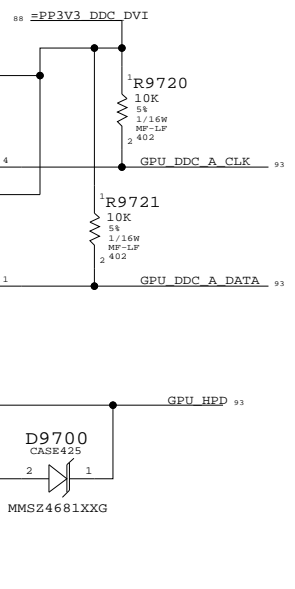 88 =PP3V3_DDC_DVI
1 R9720
10K
5%
1/16W
MF-LF
2 402
4 GPU_DDC_A_CLK 93
1 R9721
10K
5%
1/16W
MF-LF
2 402
1 GPU_DDC_A_DATA 93
GPU_HPD 93
D9700
CASE425
2 1
MMSZ4681XXG